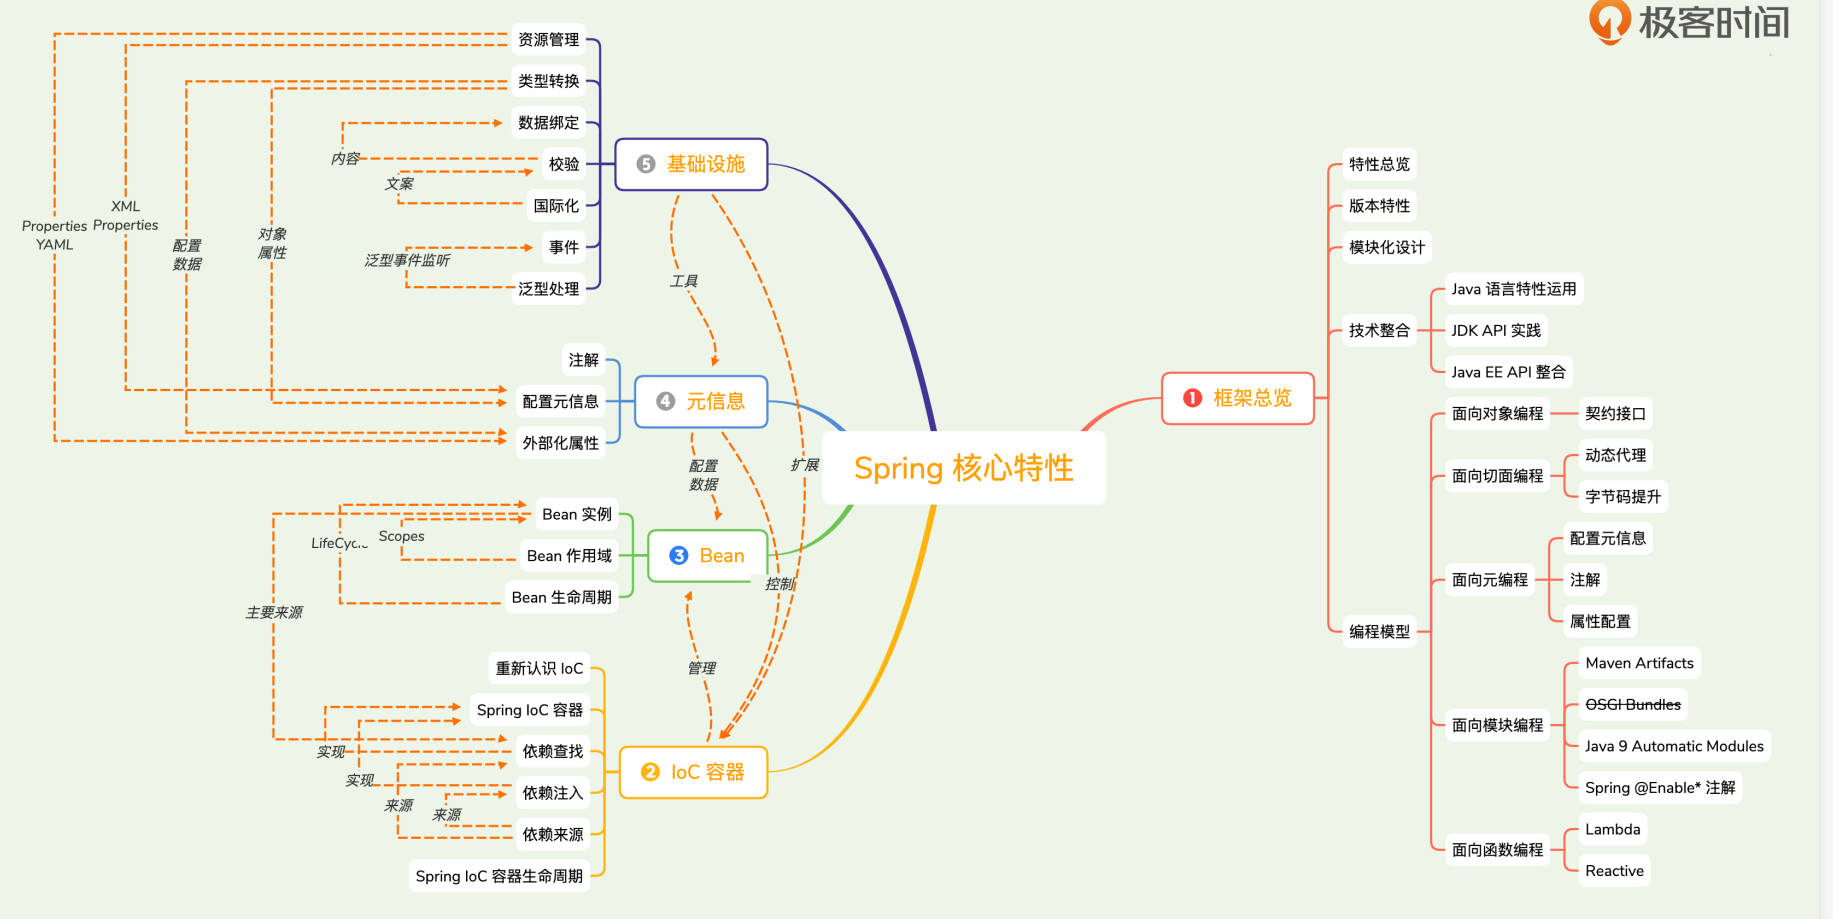 极客时间
Spring 核心特性
❶ 框架总览
特性总览
版本特性
模块化设计
技术整合
Java 语言特性运用
JDK API 实践
Java EE API 整合
编程模型
面向对象编程
契约接口
面向切面编程
动态代理
字节码提升
面向元编程
配置元信息
注解
属性配置
面向模块编程
Maven Artifacts
OSGI Bundles
Java 9 Automatic Modules
Spring @Enable* 注解
面向函数编程
Lambda
Reactive
❷ IoC 容器
重新认识 IoC
Spring IoC 容器
依赖查找
依赖注入
依赖来源
Spring IoC 容器生命周期
实现
实现
来源
来源
❸ Bean
Bean 实例
Bean 作用域
Bean 生命周期
Scopes
主要来源
❹ 元信息
注解
配置元信息
外部化属性
❺ 基础设施
资源管理
类型转换
数据绑定
校验
国际化
事件
泛型处理
内容
文案
泛型事件监听
Properties
YAML
XML
Properties
配置
数据
对象
属性
工具
扩展
配置
数据
控制
管理